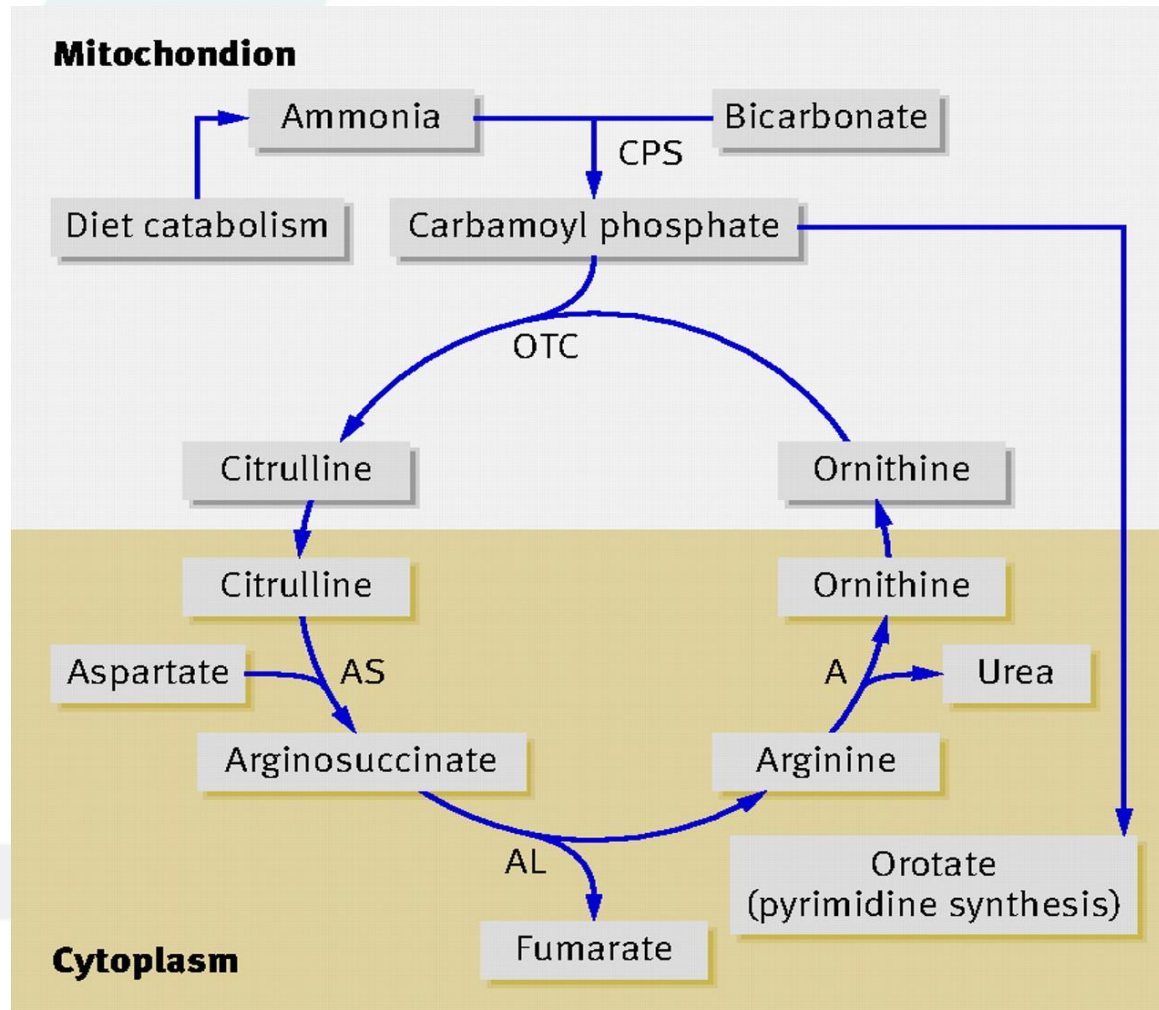 Mitochondion
Ammonia
Bicarbonate
CPS
Diet catabolism
Carbamoyl phosphate
OTC
Citrulline
Ornithine
Citrulline
Ornithine
Aspartate
AS
A
Urea
Arginosuccinate
Arginine
AL
Orotate
(pyrimidine synthesis)
Fumarate
Cytoplasm